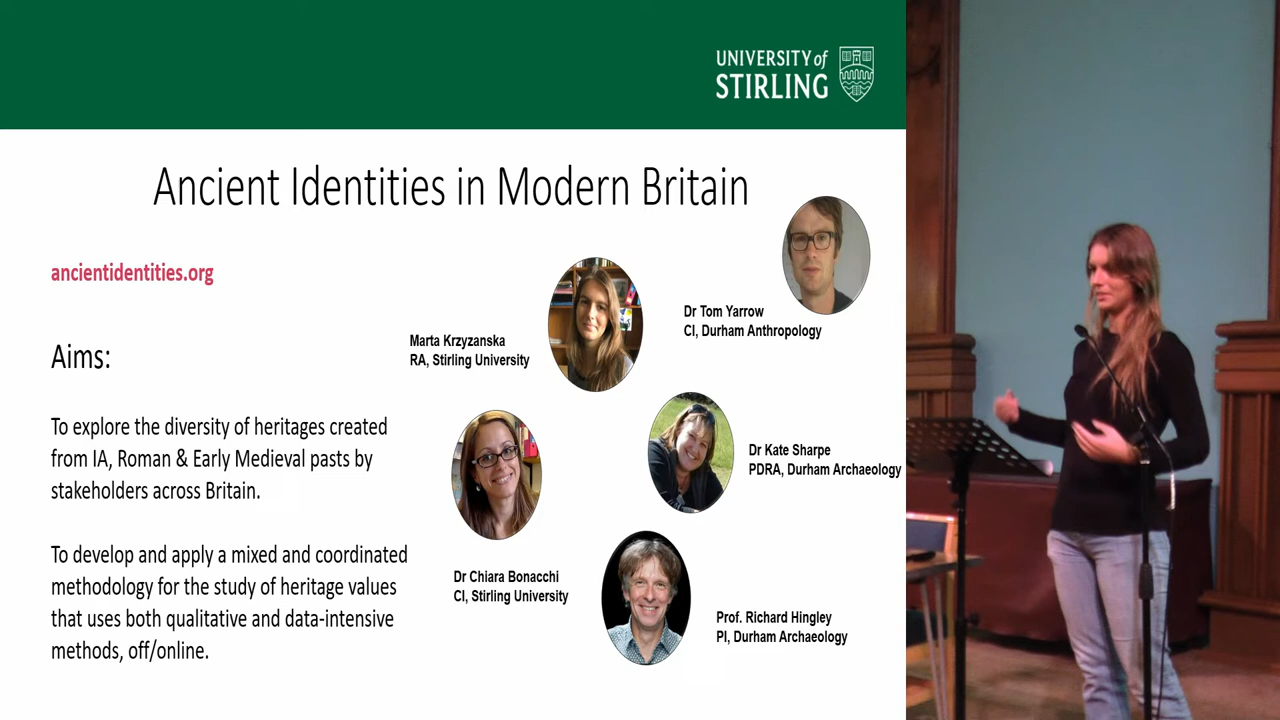 UNIVERSITY of
STIRLING
Ancient Identities in Modern Britain
ancientidentities.org
Aims:
To explore the diversity of heritages created
from IA, Roman & Early Medieval pasts by
stakeholders across Britain.
To develop and apply a mixed and coordinated
methodology for the study of heritage values
that uses both qualitative and data-intensive
methods, off/online.
Dr Tom Yarrow
CI, Durham Anthropology
Marta Krzyzanska
RA, Stirling University
Dr Kate Sharpe
PDRA, Durham Archaeology
Dr Chiara Bonacchi
CI, Stirling University
Prof. Richard Hingley
PI, Durham Archaeology